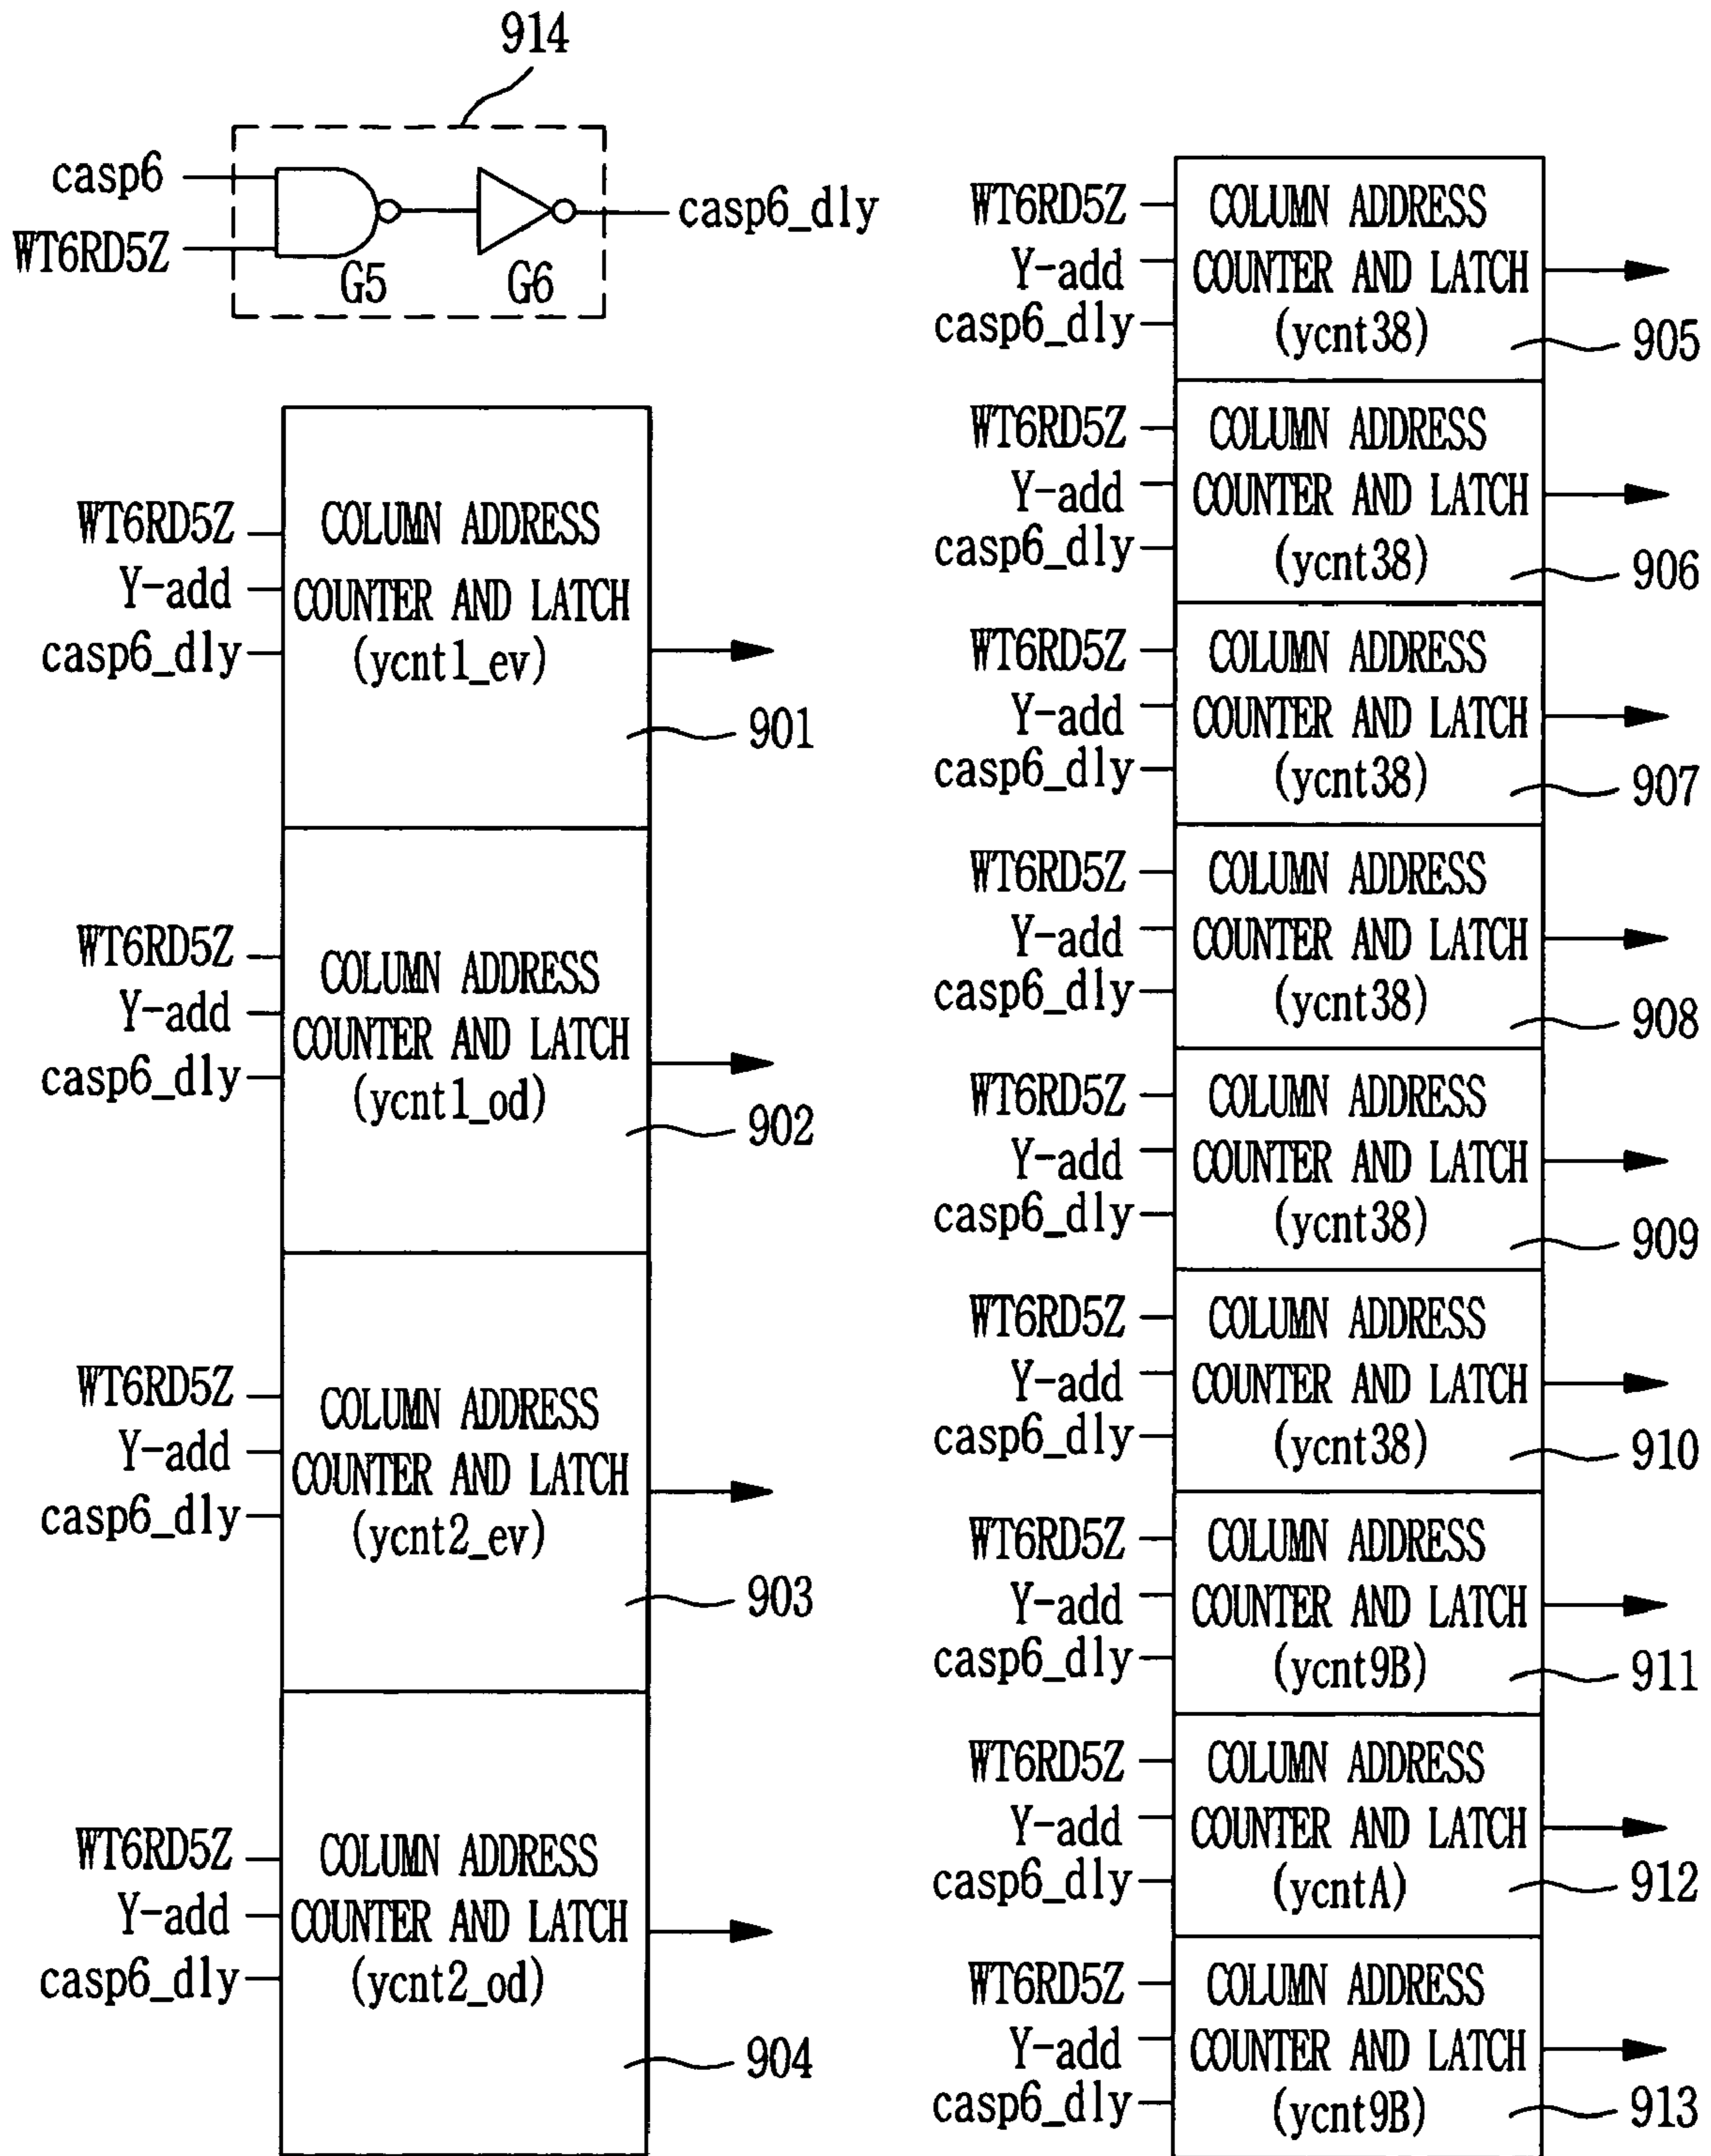 914
casp6
WT6RD5Z
G5
G6
casp6_dly
WT6RD5Z
Y-add
casp6_dly
COLUMN ADDRESS
COUNTER AND LATCH
(ycnt1_ev)
901
WT6RD5Z
Y-add
casp6_dly
COLUMN ADDRESS
COUNTER AND LATCH
(ycnt1_od)
902
WT6RD5Z
Y-add
casp6_dly
COLUMN ADDRESS
COUNTER AND LATCH
(ycnt2_ev)
903
WT6RD5Z
Y-add
casp6_dly
COLUMN ADDRESS
COUNTER AND LATCH
(ycnt2_od)
904
WT6RD5Z
Y-add
casp6_dly
COLUMN ADDRESS
COUNTER AND LATCH
(ycnt38)
905
WT6RD5Z
Y-add
casp6_dly
COLUMN ADDRESS
COUNTER AND LATCH
(ycnt38)
906
WT6RD5Z
Y-add
casp6_dly
COLUMN ADDRESS
COUNTER AND LATCH
(ycnt38)
907
WT6RD5Z
Y-add
casp6_dly
COLUMN ADDRESS
COUNTER AND LATCH
(ycnt38)
908
WT6RD5Z
Y-add
casp6_dly
COLUMN ADDRESS
COUNTER AND LATCH
(ycnt38)
909
WT6RD5Z
Y-add
casp6_dly
COLUMN ADDRESS
COUNTER AND LATCH
(ycnt38)
910
WT6RD5Z
Y-add
casp6_dly
COLUMN ADDRESS
COUNTER AND LATCH
(ycnt9B)
911
WT6RD5Z
Y-add
casp6_dly
COLUMN ADDRESS
COUNTER AND LATCH
(ycntA)
912
WT6RD5Z
Y-add
casp6_dly
COLUMN ADDRESS
COUNTER AND LATCH
(ycnt9B)
913